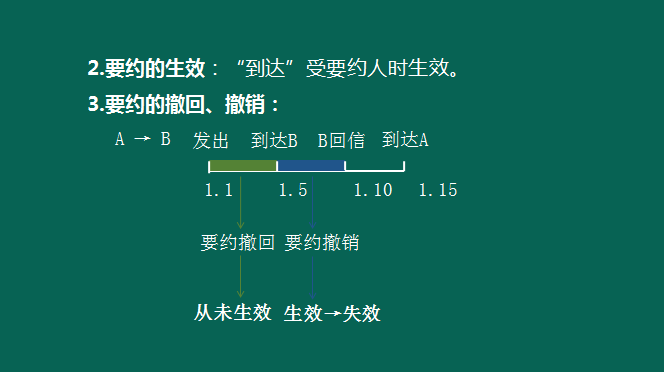 2.要约的生效：“到达”受要约人时生效。
3.要约的撤回、撤销：
A → B 发出 到达B B回信 到达A
1.1 1.5 1.10 1.15
要约撤回 要约撤销
从未生效 生效→失效